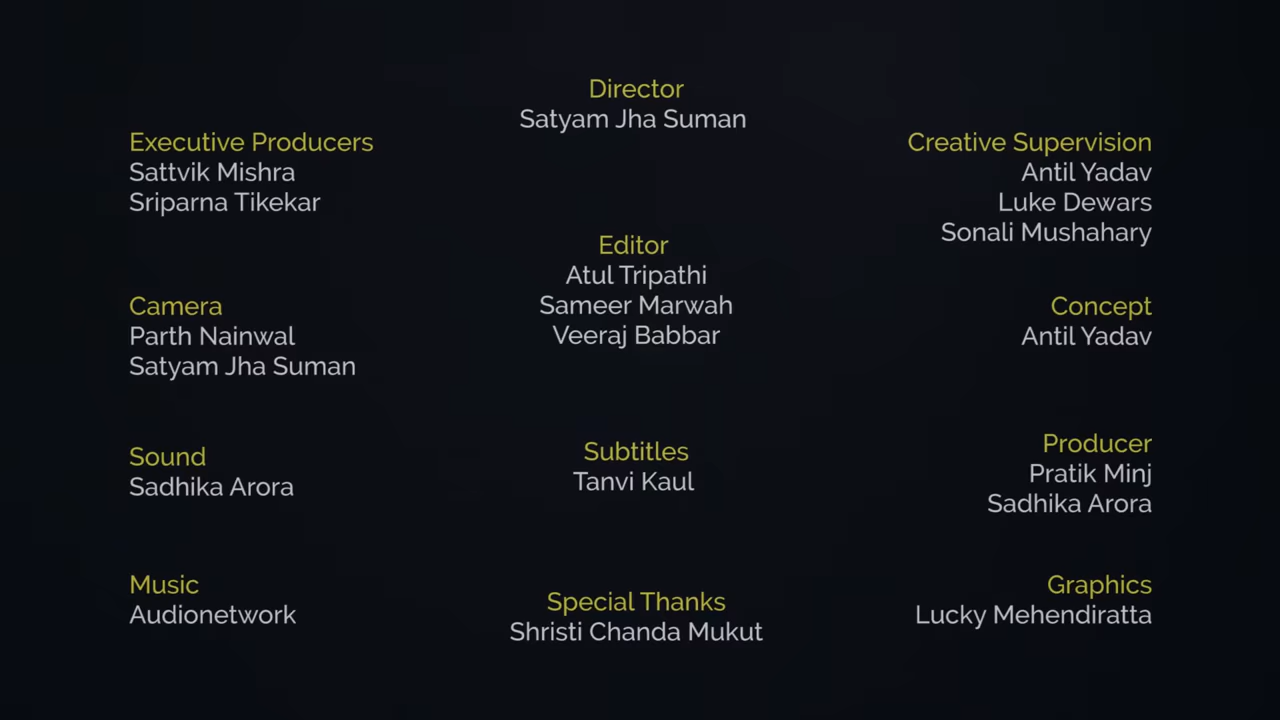 Director
Satyam Jha Suman
Executive Producers
Sattvik Mishra
Sriparna Tikekar
Creative Supervision
Antil Yadav
Luke Dewars
Sonali Mushahary
Editor
Atul Tripathi
Sameer Marwah
Veeraj Babbar
Camera
Parth Nainwal
Satyam Jha Suman
Concept
Antil Yadav
Sound
Sadhika Arora
Subtitles
Tanvi Kaul
Producer
Pratik Minj
Sadhika Arora
Music
Audionetwork
Special Thanks
Shristi Chanda Mukut
Graphics
Lucky Mehendiratta